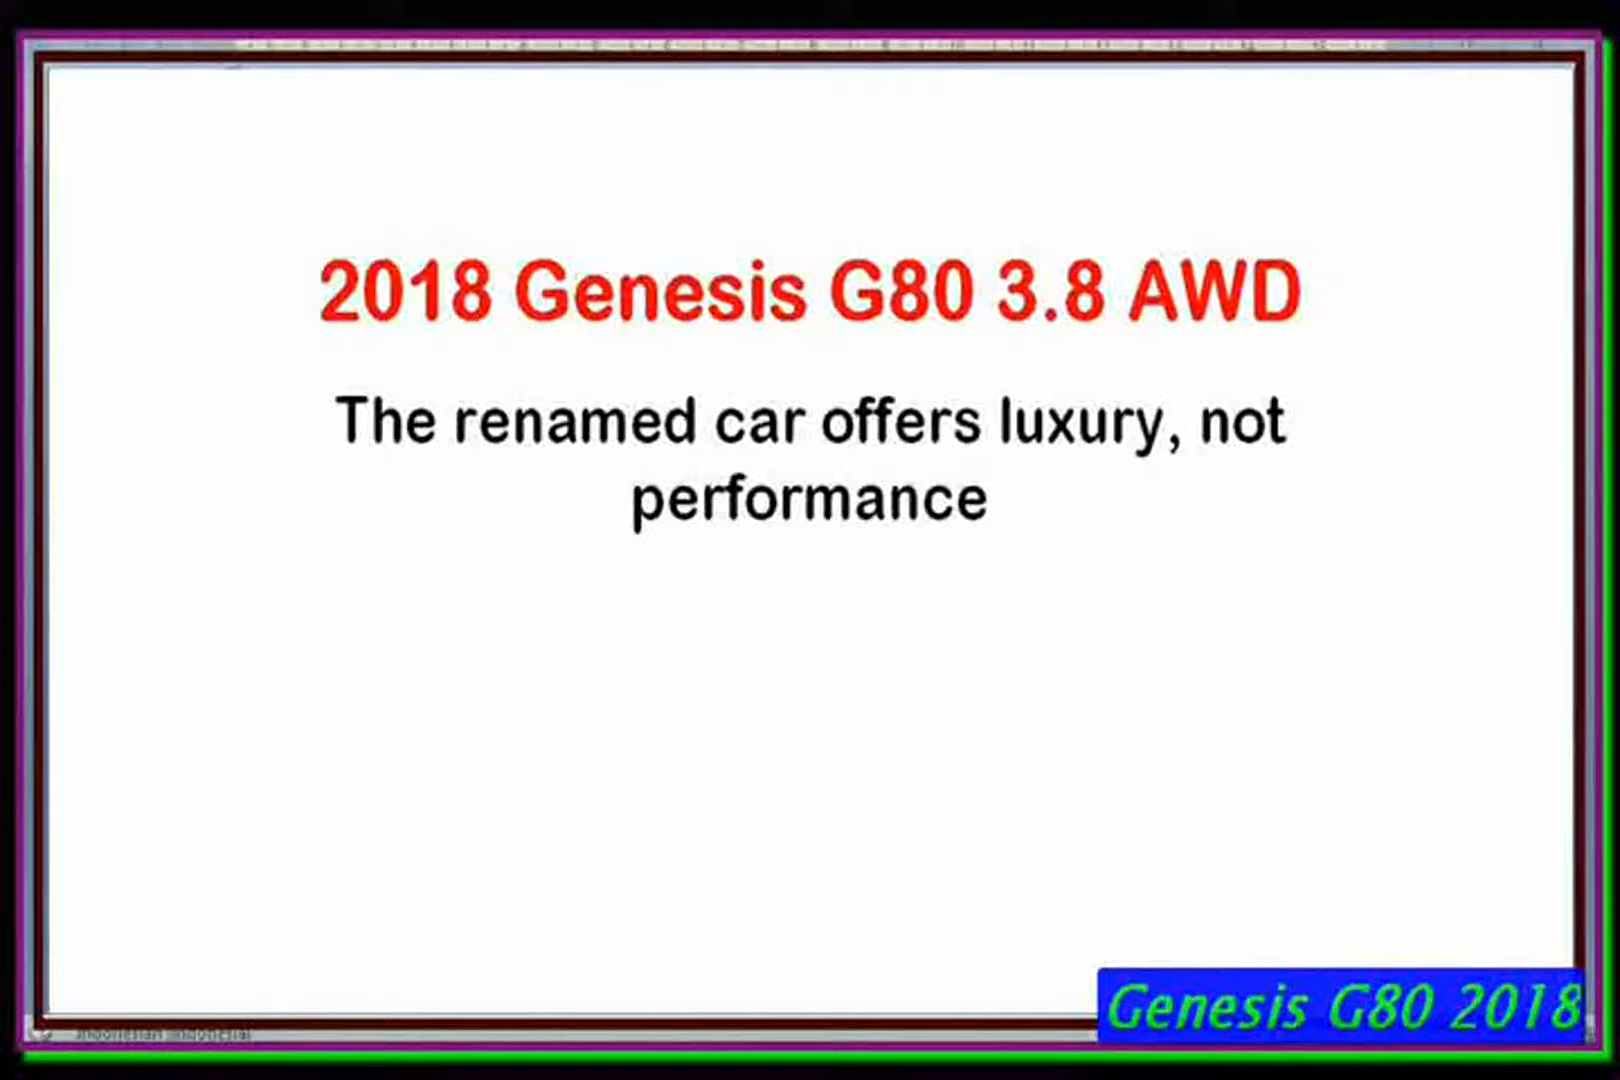 2018 Genesis G80 3.8 AWD
The renamed car offers luxury, not
performance
Genesis G80 2018